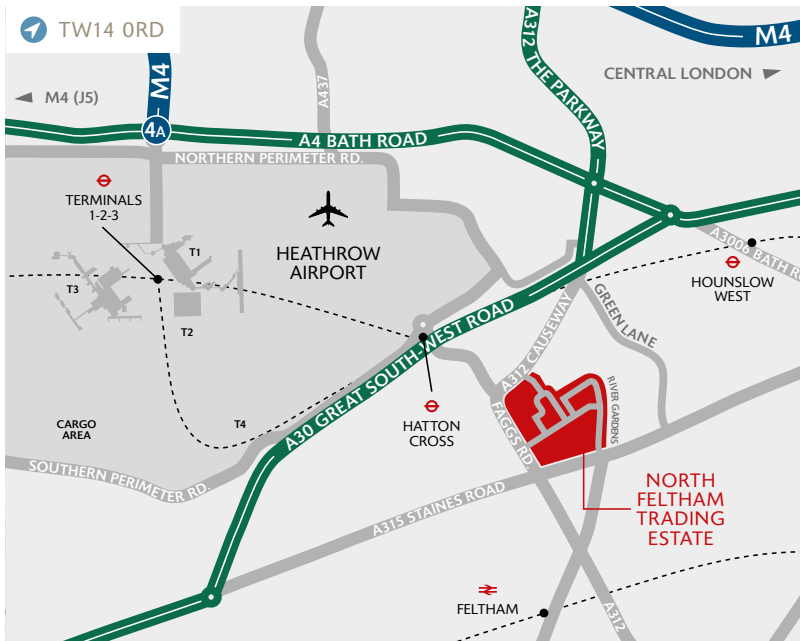 TW14 0RD
M4
M4
A312 THE PARKWAY
CENTRAL LONDON
M4 (J5)
A437
4A
A4 BATH ROAD
NORTHERN PERIMETER RD.
TERMINALS
1-2-3
HEATHROW
AIRPORT
T1
T3
T2
T4
A3006 BATH RD
HOUNSLOW
WEST
GREEN LANE
A30 GREAT SOUTH-WEST ROAD
A312 CAUSEWAY
RIVER GARDENS
FAGGS RD.
HATTON
CROSS
CARGO
AREA
SOUTHERN PERIMETER RD.
A315 STAINES ROAD
NORTH
FELTHAM
TRADING
ESTATE
FELTHAM
A312